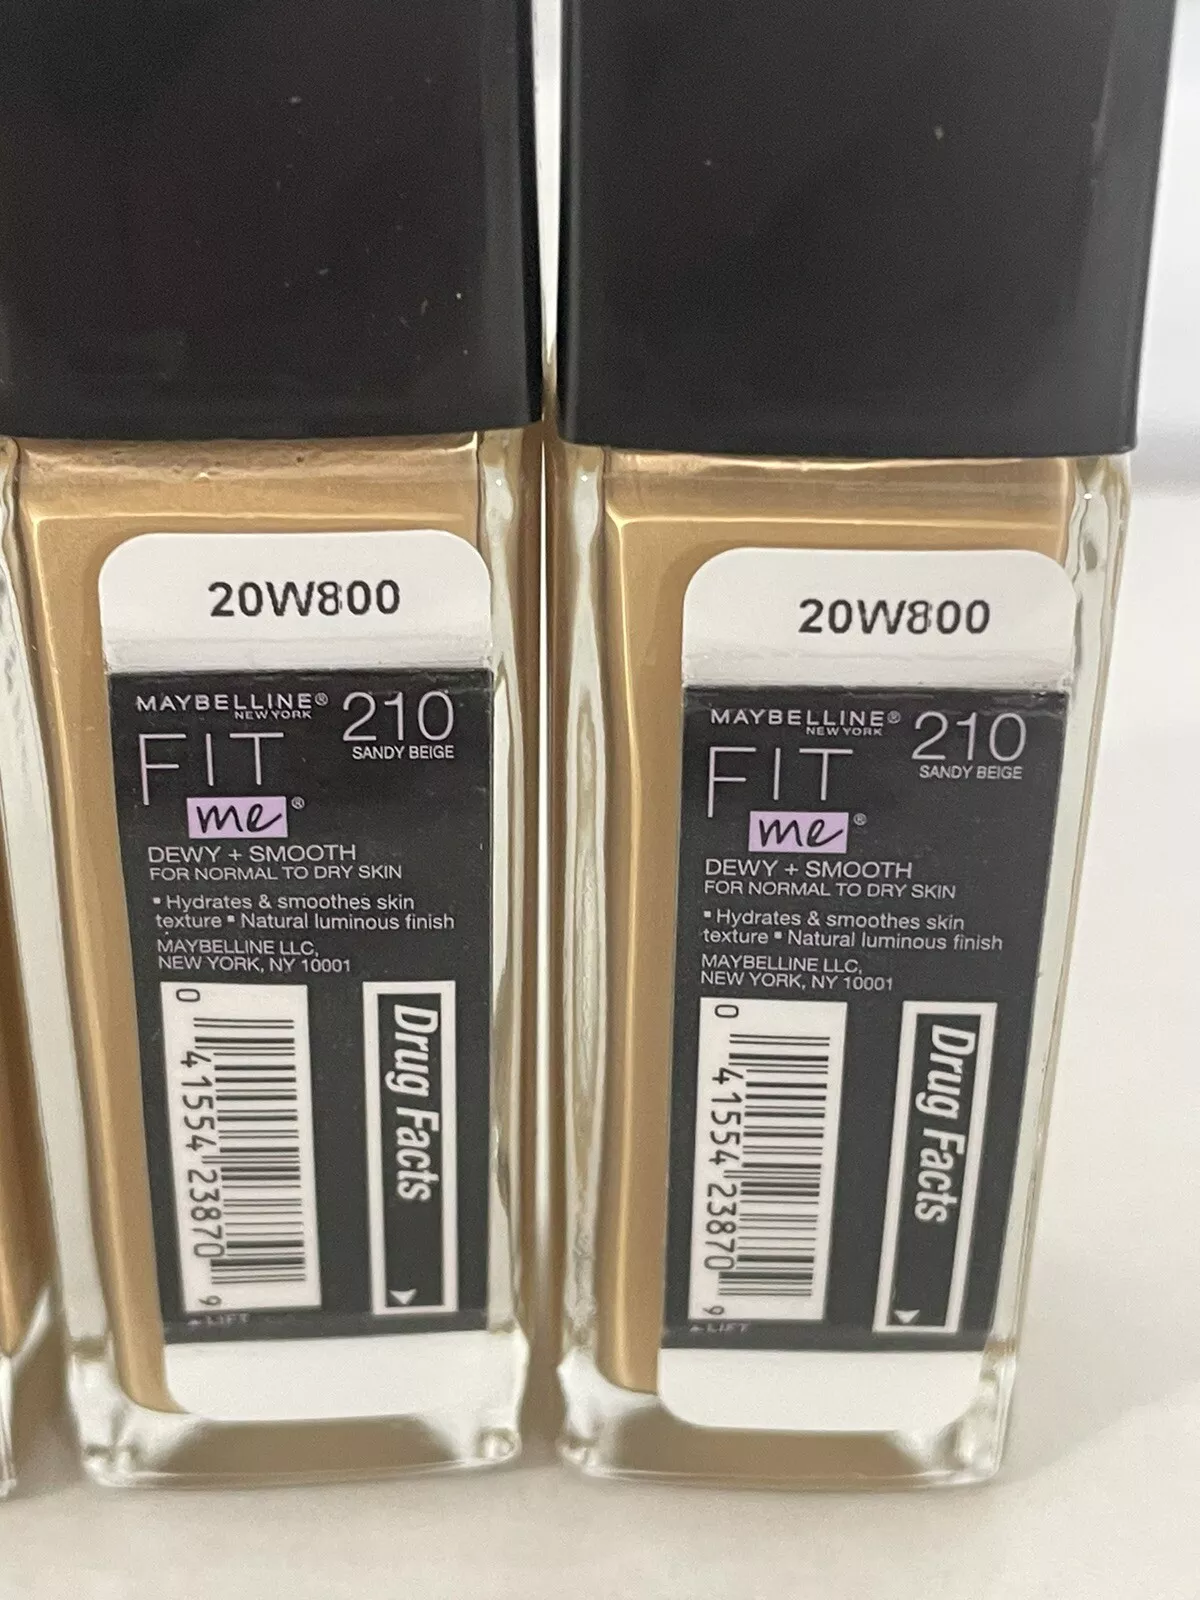 20W800
MAYBELLINE®
NEW YORK
210
SANDY BEIGE
FIT
me®
DEWY + SMOOTH
FOR NORMAL TO DRY SKIN
▪ Hydrates & smoothes skin
texture ▪ Natural luminous finish
MAYBELLINE LLC,
NEW YORK, NY 10001
0 41554 23870 9
Drug Facts
LIFT
20W800
MAYBELLINE®
NEW YORK
210
SANDY BEIGE
FIT
me®
DEWY + SMOOTH
FOR NORMAL TO DRY SKIN
▪ Hydrates & smoothes skin
texture ▪ Natural luminous finish
MAYBELLINE LLC,
NEW YORK, NY 10001
0 41554 23870 9
Drug Facts
LIFT